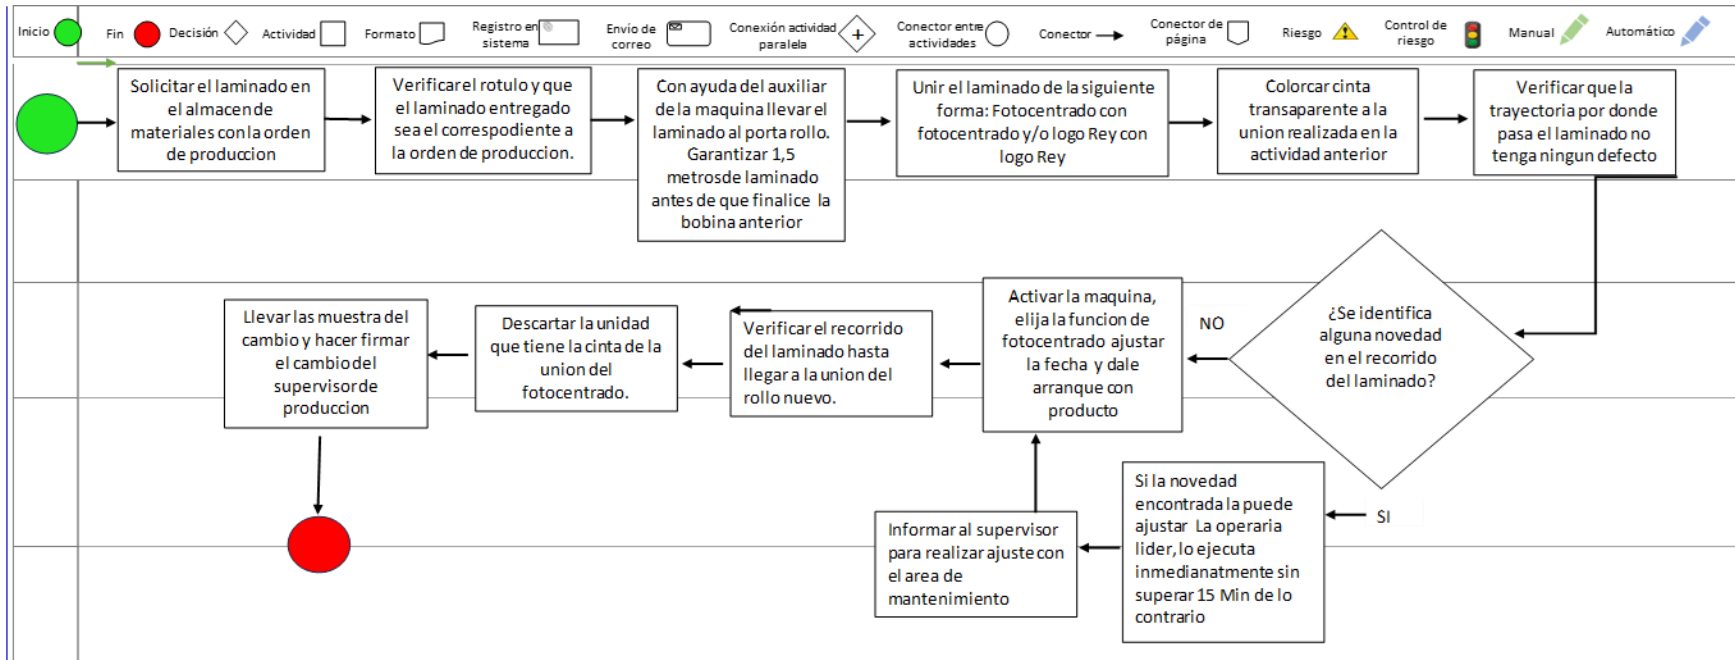 Inicio
Fin
Decisión
Actividad
Formato
Registro en
sistema
Envío de
correo
Conexión actividad
paralela
+
Conector entre
actividades
Conector
Conector de
página
Riesgo
Control de
riesgo
Manual
Automático
Solicitar el laminado en
el almacen de
materiales con la orden
de produccion
Verificar el rotulo y que
el laminado entregado
sea el correspodiente a
la orden de produccion.
Con ayuda del auxiliar
de la maquina llevar el
laminado al porta rollo.
Garantizar 1,5
metrosde laminado
antes de que finalice la
bobina anterior
Unir el laminado de la siguiente
forma: Fotocentrado con
fotocentrado y/o logo Rey con
logo Rey
Colorcar cinta
transaparente a la
union realizada en la
actividad anterior
Verificar que la
trayectoria por donde
pasa el laminado no
tenga ningun defecto
¿Se identifica
alguna novedad
en el recorrido
del laminado?
NO
Activar la maquina,
elija la funcion de
fotocentrado ajustar
la fecha y dale
arranque con
producto
Verificar el recorrido
del laminado hasta
llegar a la union del
rollo nuevo.
Descartar la unidad
que tiene la cinta de la
union del
fotocentrado.
Llevar las muestra del
cambio y hacer firmar
el cambio del
supervisor de
produccion
SI
Si la novedad
encontrada la puede
ajustar La operaria
lider, lo ejecuta
inmedianatmente sin
superar 15 Min de lo
contrario
Informar al supervisor
para realizar ajuste con
el area de
mantenimiento